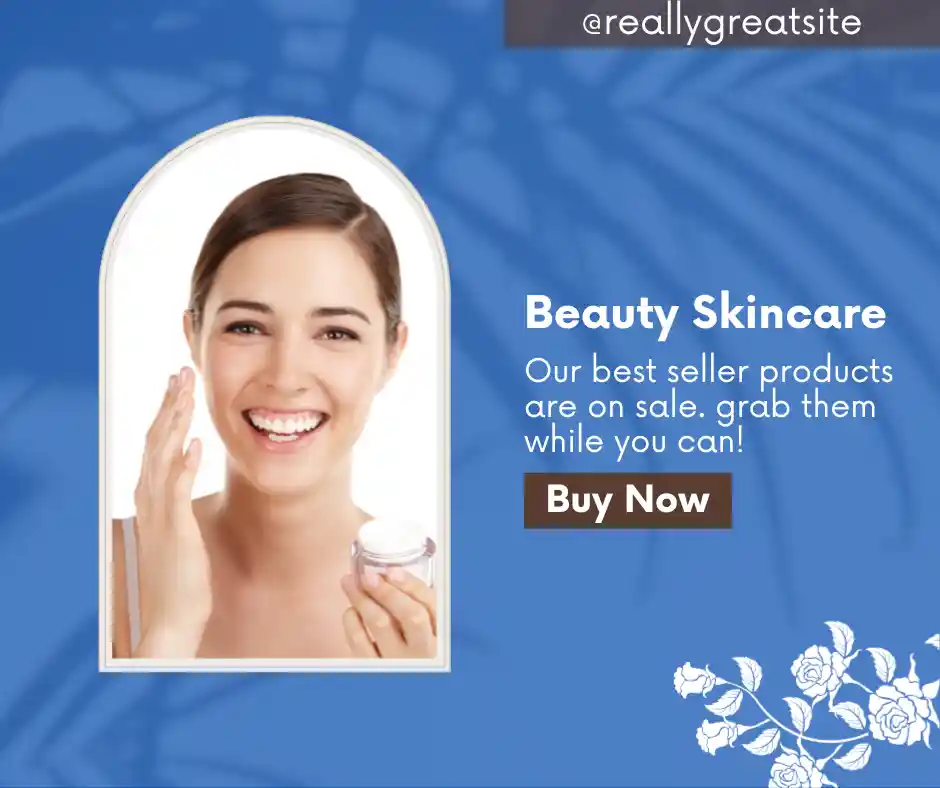 @reallygreatsite
Beauty Skincare
Our best seller products
are on sale. grab them
while you can!
Buy Now